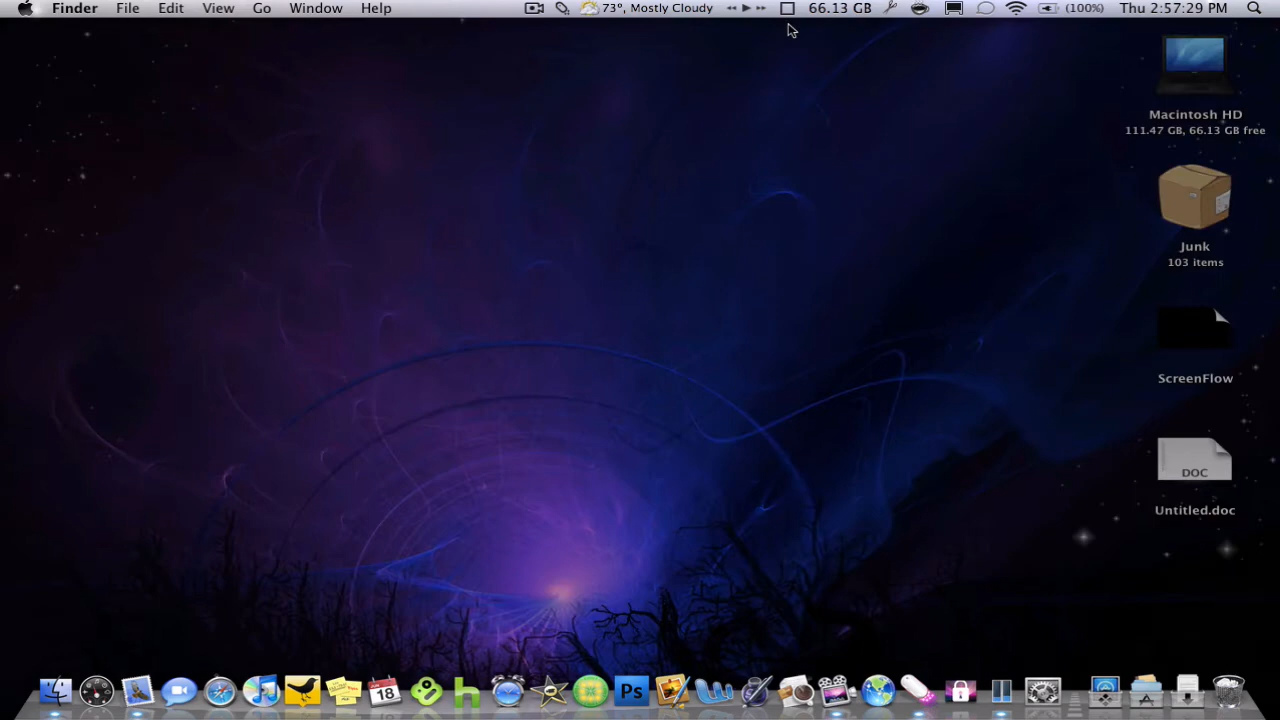 Finder File Edit View Go Window Help 73°, Mostly Cloudy 66.13 GB (100%) Thu 2:57:29 PM
Macintosh HD
111.47 GB, 66.13 GB free
Junk
103 items
ScreenFlow
DOC
Untitled.doc
JUN
18
Ps